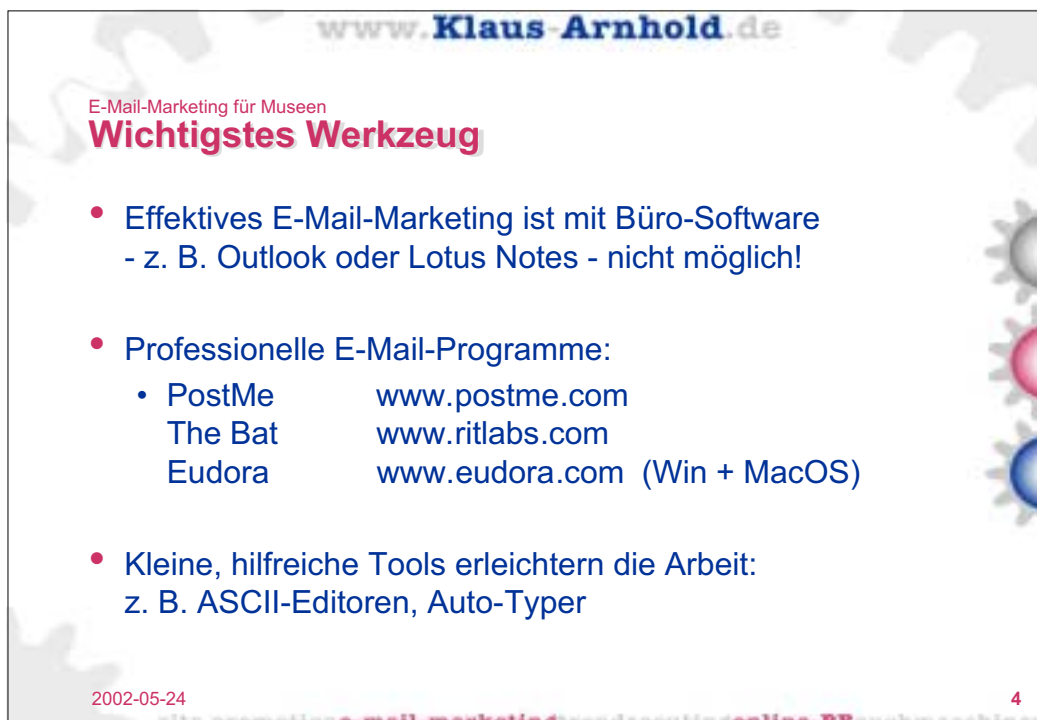 www.Klaus-Arnhold.de
E-Mail-Marketing für Museen
Wichtigstes Werkzeug
• Effektives E-Mail-Marketing ist mit Büro-Software
- z. B. Outlook oder Lotus Notes - nicht möglich!
• Professionelle E-Mail-Programme:
• PostMe www.postme.com
The Bat www.ritlabs.com
Eudora www.eudora.com (Win + MacOS)
• Kleine, hilfreiche Tools erleichtern die Arbeit:
z. B. ASCII-Editoren, Auto-Typer
2002-05-24 4
e-mail-marketing online-PR